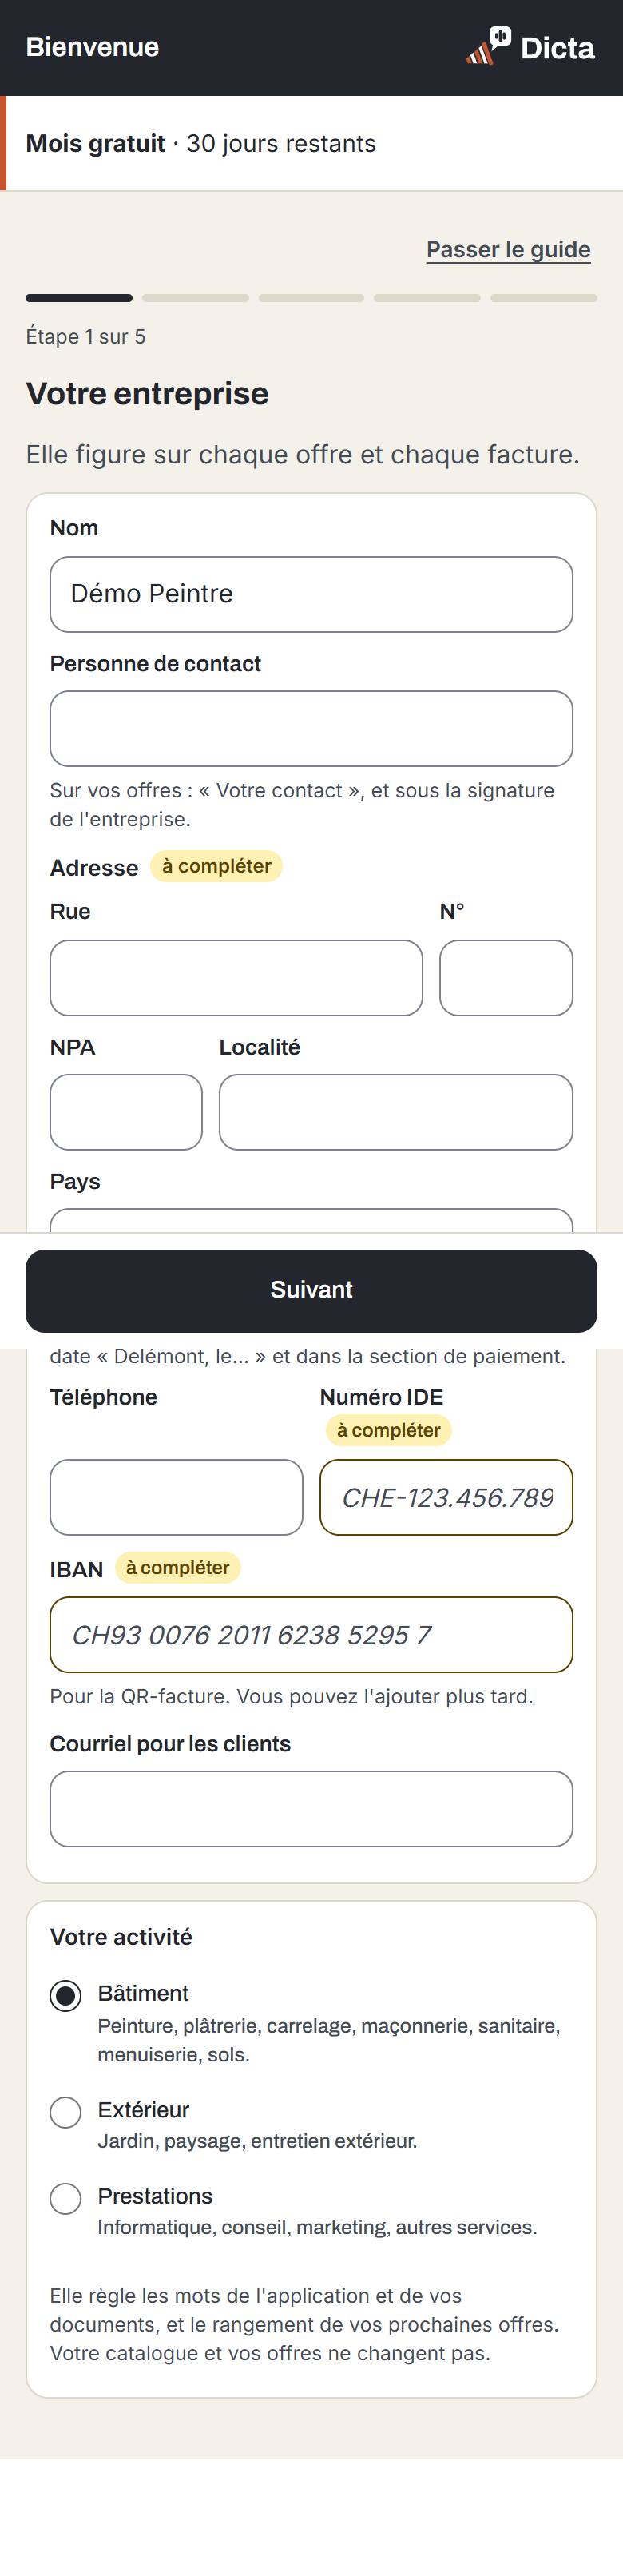 Bienvenue
Dicta
Mois gratuit · 30 jours restants
Passer le guide
Étape 1 sur 5
Votre entreprise
Elle figure sur chaque offre et chaque facture.
Nom
Démo Peintre
Personne de contact
Sur vos offres : « Votre contact », et sous la signature
de l'entreprise.
Adresse à compléter
Rue N°
NPA Localité
Pays
Suivant
date « Delémont, le... » et dans la section de paiement.
Téléphone Numéro IDE
à compléter
CHE-123.456.789
IBAN à compléter
CH93 0076 2011 6238 5295 7
Pour la QR-facture. Vous pouvez l'ajouter plus tard.
Courriel pour les clients
Votre activité
Bâtiment
Peinture, plâtrerie, carrelage, maçonnerie, sanitaire,
menuiserie, sols.
Extérieur
Jardin, paysage, entretien extérieur.
Prestations
Informatique, conseil, marketing, autres services.
Elle règle les mots de l'application et de vos
documents, et le rangement de vos prochaines offres.
Votre catalogue et vos offres ne changent pas.